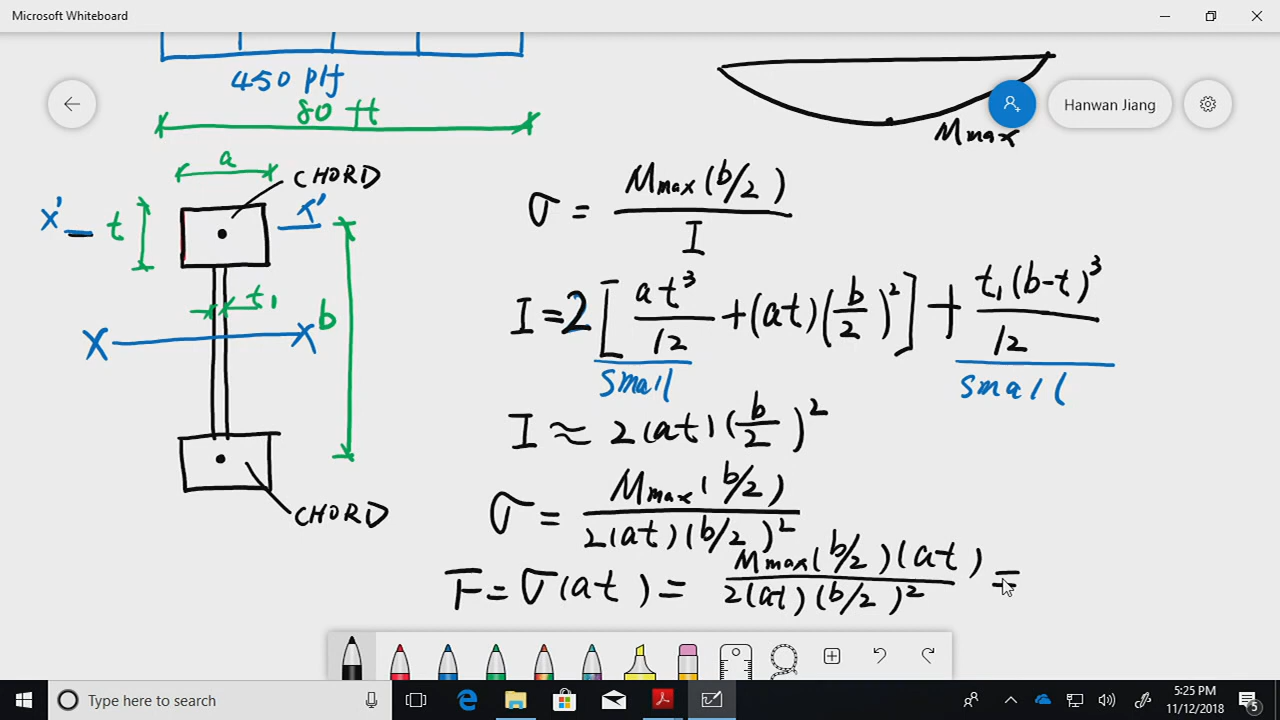 Microsoft Whiteboard
450 plf
80 ft
Hanwan Jiang
Mmax
a
CHORD
x' x'
t
t₁
b
X X
CHORD
σ = Mmax(b/2) / I
I = 2[at³/12 + (at)(b/2)²] + t₁(b-t)³/12
small small
I ≈ 2(at)(b/2)²
σ = Mmax(b/2) / 2(at)(b/2)²
F = σ(at) = Mmax(b/2)(at) / 2(at)(b/2)² =
Type here to search
5:25 PM
11/12/2018
5